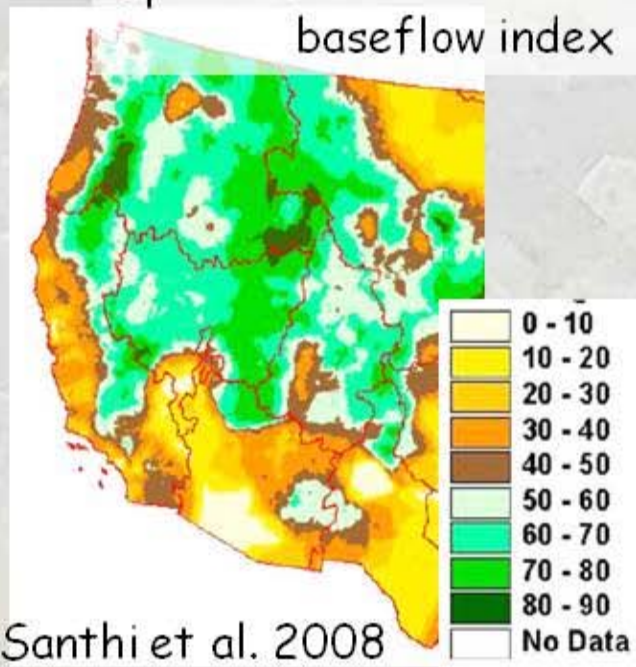 baseflow index
0 - 10
10 - 20
20 - 30
30 - 40
40 - 50
50 - 60
60 - 70
70 - 80
80 - 90
No Data
Santhi et al. 2008